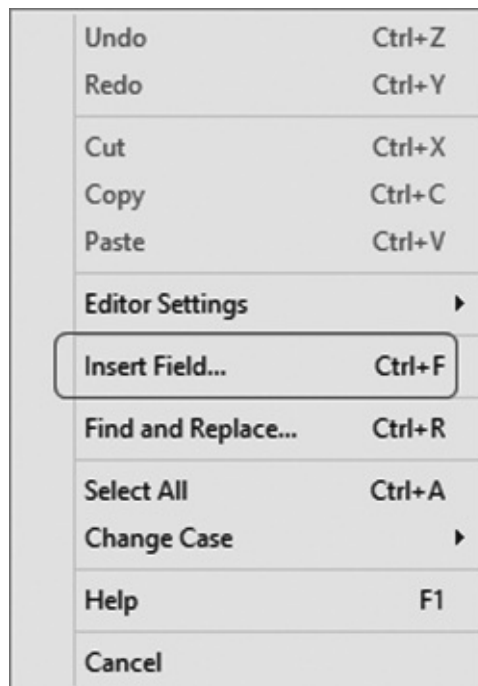 Undo Ctrl+Z
Redo Ctrl+Y
Cut Ctrl+X
Copy Ctrl+C
Paste Ctrl+V
Editor Settings
Insert Field... Ctrl+F
Find and Replace... Ctrl+R
Select All Ctrl+A
Change Case
Help F1
Cancel